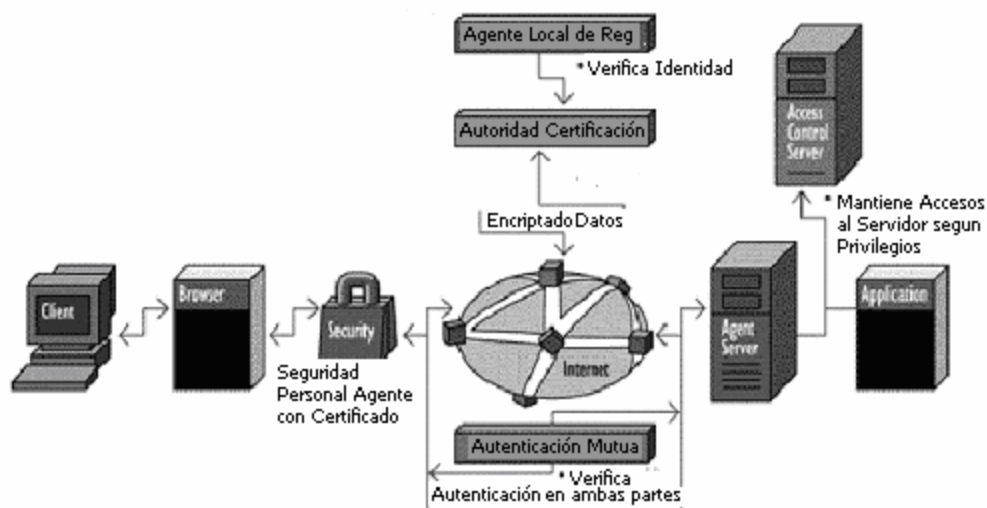 Agente Local de Reg
* Verifica Identidad
Autoridad Certificación
Access
Control
Server
* Mantiene Accesos
al Servidor segun
Privilegios
Encriptado Datos
Client
Browser
Security
Internet
Agent
Server
Application
Seguridad
Personal Agente
con Certificado
Autenticación Mutua
* Verifica
Autenticación en ambas partes